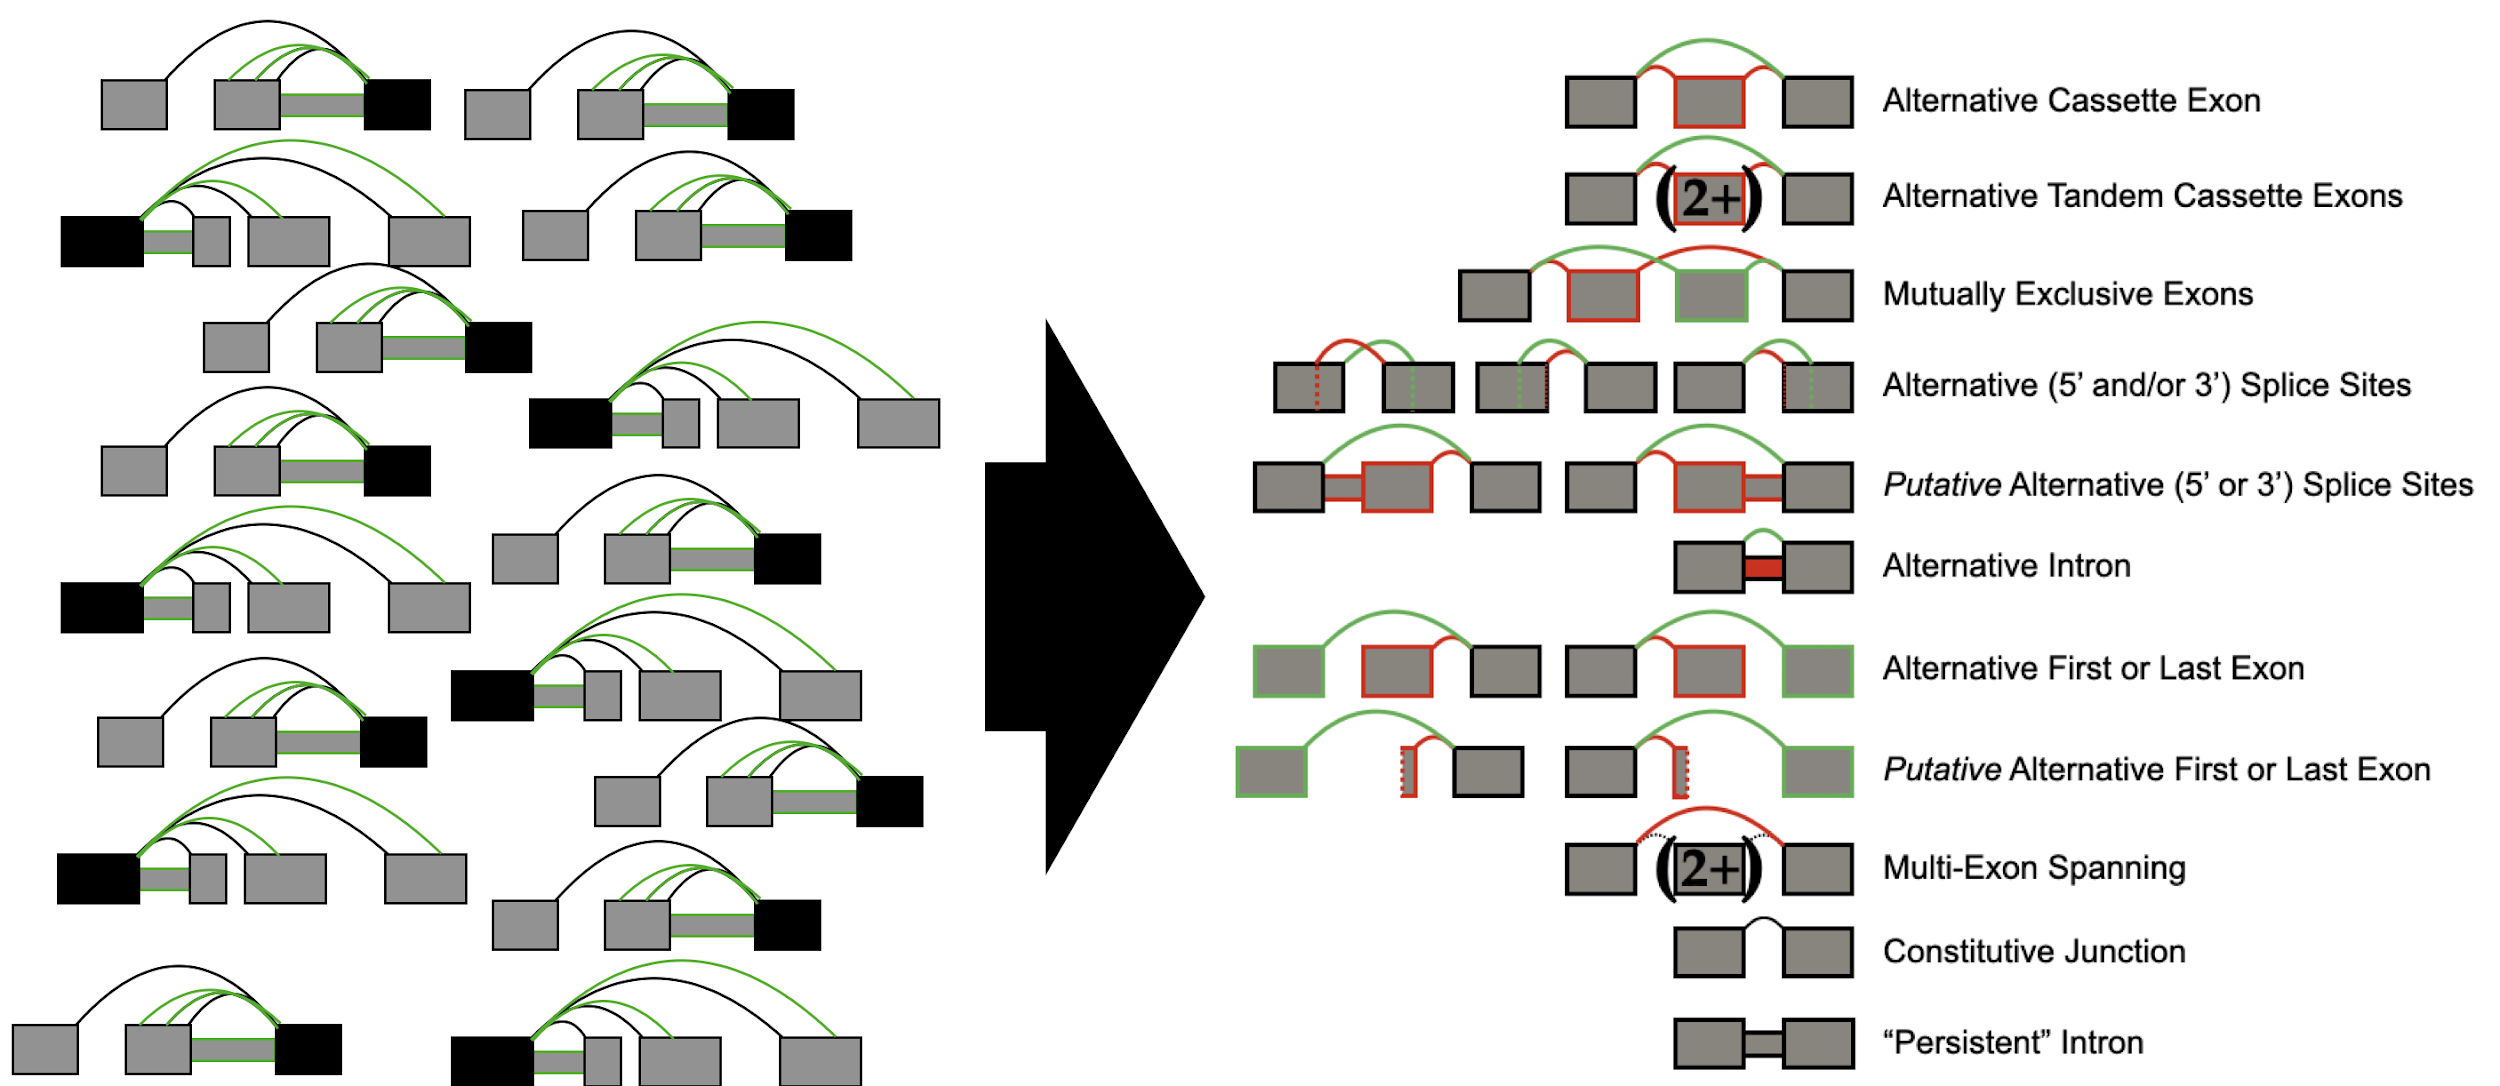 Alternative Cassette Exon
(2+)
Alternative Tandem Cassette Exons
Mutually Exclusive Exons
Alternative (5’ and/or 3’) Splice Sites
Putative Alternative (5’ or 3’) Splice Sites
Alternative Intron
Alternative First or Last Exon
Putative Alternative First or Last Exon
(2+)
Multi-Exon Spanning
Constitutive Junction
“Persistent” Intron